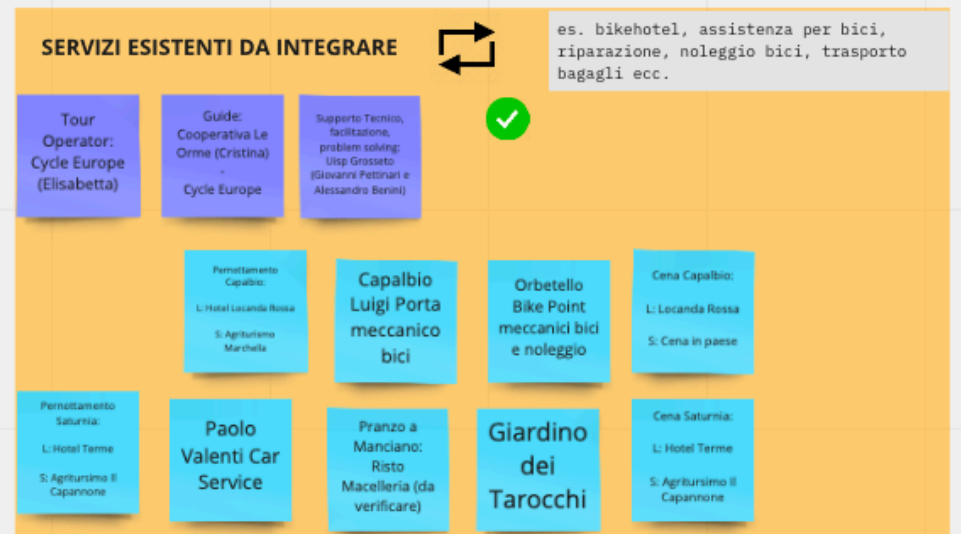 SERVIZI ESISTENTI DA INTEGRARE
es. bikehotel, assistenza per bici,
riparazione, noleggio bici, trasporto
bagagli ecc.
Tour
Operator:
Cycle Europe
(Elisabetta)
Guide:
Cooperativa Le
Orme (Cristina)
-
Cycle Europe
Supporto Tecnico,
facilitazione,
problem solving:
Uisp Grosseto
(Giovanni Pettinari e
Alessandro Benini)
Pernottamento
Capalbio:
L: Hotel Locanda Rossa
S: Agriturismo
Marchella
Capalbio
Luigi Porta
meccanico
bici
Orbetello
Bike Point
meccanici bici
e noleggio
Cena Capalbio:
L: Locanda Rossa
S: Cena in paese
Pernottamento
Saturnia:
L: Hotel Terme
S: Agritursimo Il
Capannone
Paolo
Valenti Car
Service
Pranzo a
Manciano:
Risto
Macelleria (da
verificare)
Giardino
dei
Tarocchi
Cena Saturnia:
L: Hotel Terme
S: Agritursimo Il
Capannone